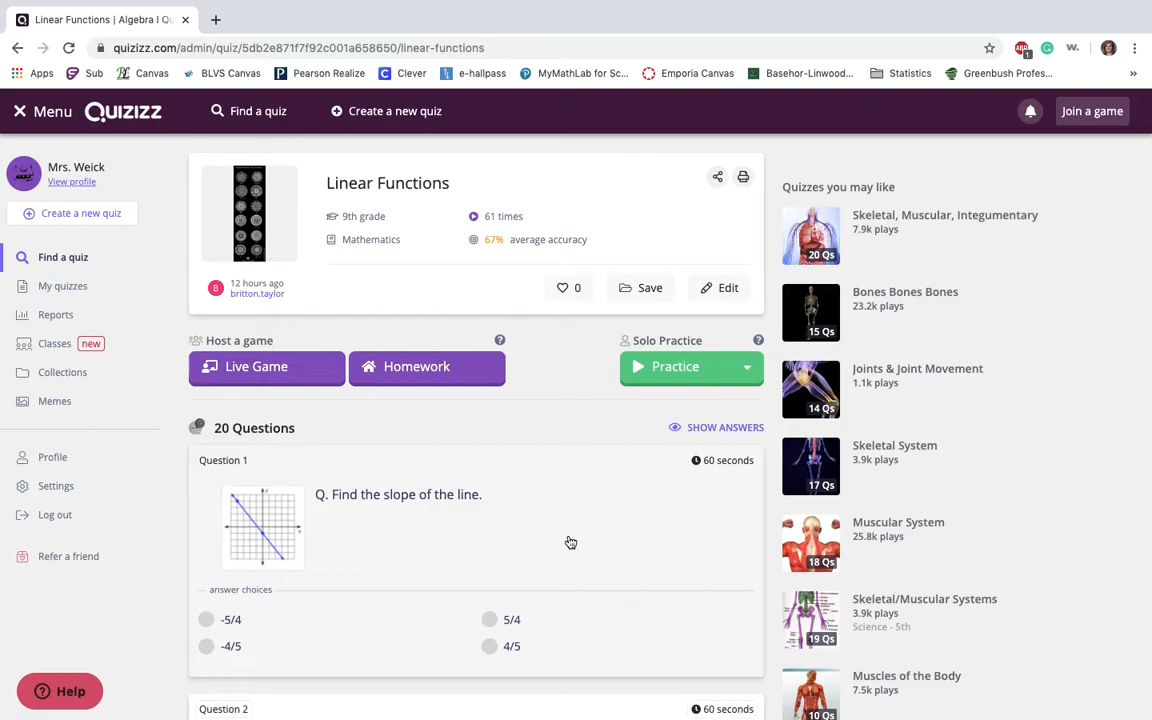 Linear Functions | Algebra I Qu
quizizz.com/admin/quiz/5db2e871f7f92c001a658650/linear-functions
Apps Sub Canvas BLVS Canvas Pearson Realize Clever e-hallpass MyMathLab for Sc... Emporia Canvas Basehor-Linwood... Statistics Greenbush Profes... »
Menu Quizizz Find a quiz Create a new quiz Join a game
Mrs. Weick
View profile
Create a new quiz
Find a quiz
My quizzes
Reports
Classes new
Collections
Memes
Profile
Settings
Log out
Refer a friend
Help
Linear Functions
9th grade 61 times
Mathematics 67% average accuracy
B 12 hours ago
britton.taylor
0 Save Edit
Host a game ? Solo Practice ?
Live Game Homework Practice
20 Questions SHOW ANSWERS
Question 1 60 seconds
Q. Find the slope of the line.
answer choices
-5/4 5/4
-4/5 4/5
Question 2 60 seconds
Quizzes you may like
Skeletal, Muscular, Integumentary
7.9k plays
20 Qs
Bones Bones Bones
23.2k plays
15 Qs
Joints & Joint Movement
1.1k plays
14 Qs
Skeletal System
3.9k plays
17 Qs
Muscular System
25.8k plays
18 Qs
Skeletal/Muscular Systems
3.9k plays
Science - 5th
19 Qs
Muscles of the Body
7.5k plays
10 Qs